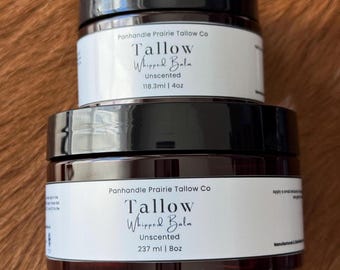 Panhandle Prairie Tallow Co
Tallow
Whipped Balm
Unscented
118.3ml | 4oz
Panhandle Prairie Tallow Co
Tallow
Whipped Balm
Unscented
237 ml | 8oz